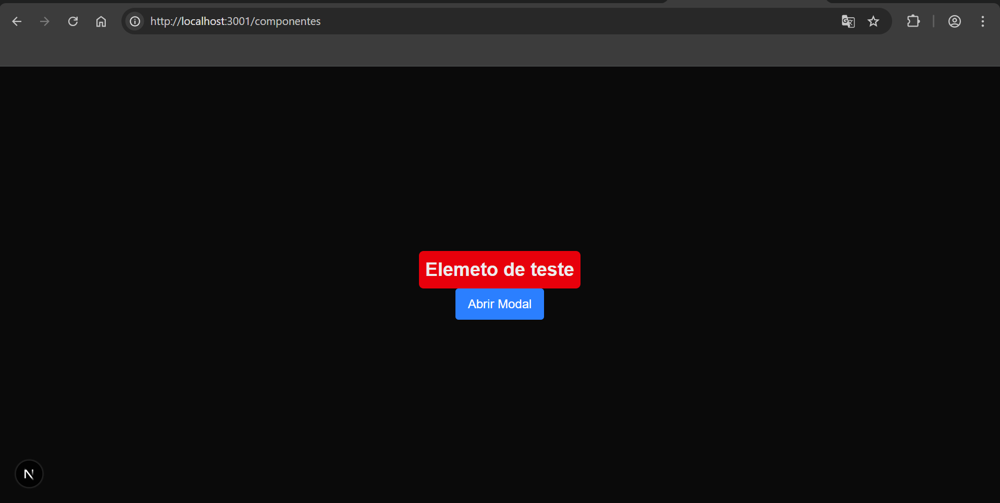 http://localhost:3001/componentes
Elemeto de teste
Abrir Modal
N